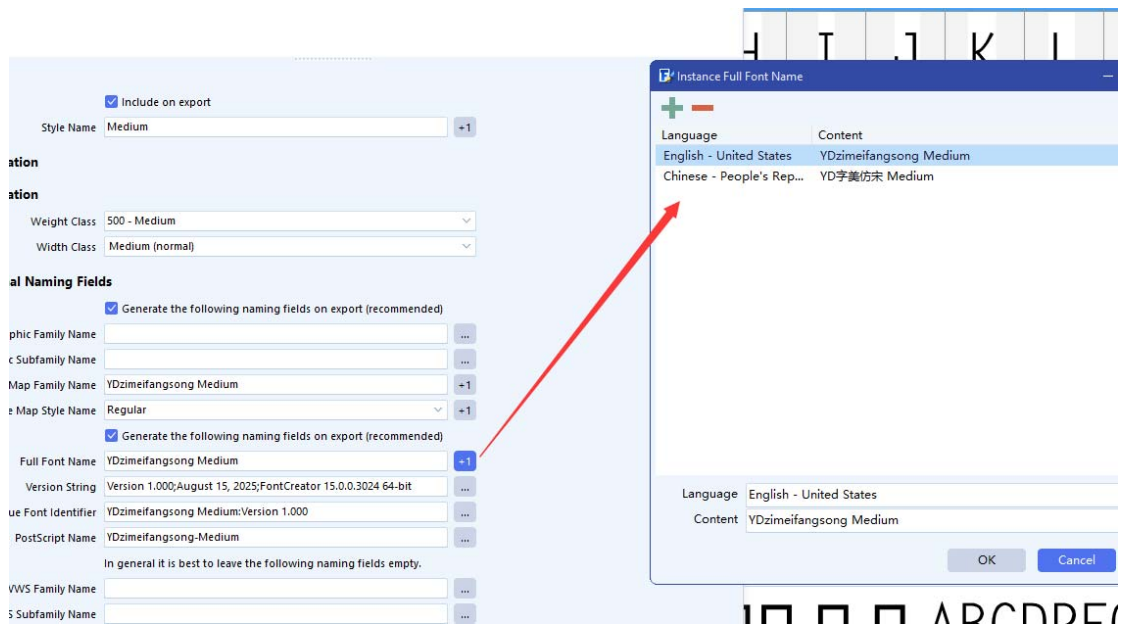 H I J K L
Include on export
Style Name Medium +1
ation
ation
Weight Class 500 - Medium
Width Class Medium (normal)
al Naming Fields
Generate the following naming fields on export (recommended)
phic Family Name ...
c Subfamily Name ...
Map Family Name YDzimeifangsong Medium +1
e Map Style Name Regular +1
Generate the following naming fields on export (recommended)
Full Font Name YDzimeifangsong Medium +1
Version String Version 1.000;August 15, 2025;FontCreator 15.0.0.3024 64-bit ...
ue Font Identifier YDzimeifangsong Medium:Version 1.000 ...
PostScript Name YDzimeifangsong-Medium ...
In general it is best to leave the following naming fields empty.
WWS Family Name ...
S Subfamily Name ...
Instance Full Font Name
Language Content
English - United States YDzimeifangsong Medium
Chinese - People's Rep... YD字美仿宋 Medium
Language English - United States
Content YDzimeifangsong Medium
OK Cancel